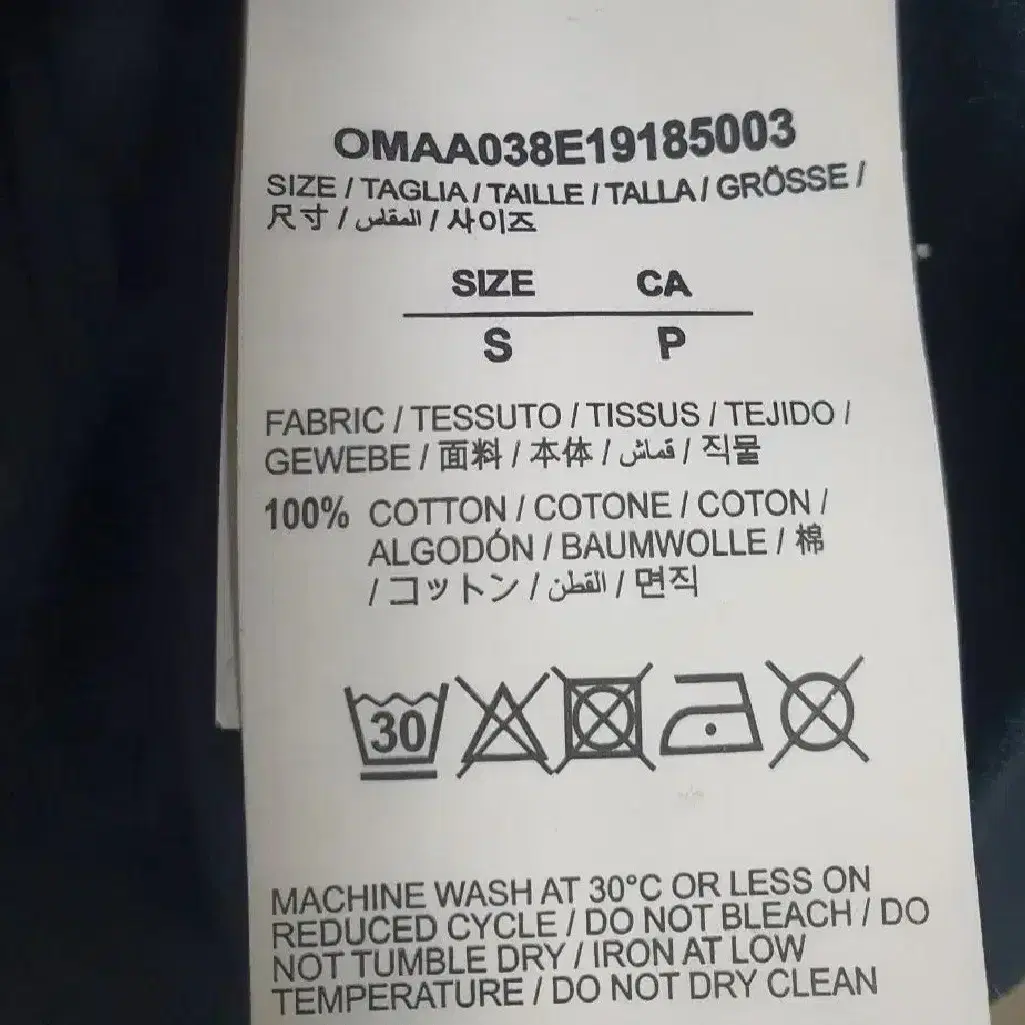 OMAA038E19185003
SIZE / TAGLIA / TAILLE / TALLA / GRÖSSE /
尺寸 / المقاس / 사이즈
SIZE CA
S P
FABRIC / TESSUTO / TISSUS / TEJIDO /
GEWEBE / 面料 / 本体 / قماش / 직물
100% COTTON / COTONE / COTON /
ALGODÓN / BAUMWOLLE / 棉
/ コットン / القطن / 면직
30
MACHINE WASH AT 30°C OR LESS ON
REDUCED CYCLE / DO NOT BLEACH / DO
NOT TUMBLE DRY / IRON AT LOW
TEMPERATURE / DO NOT DRY CLEAN